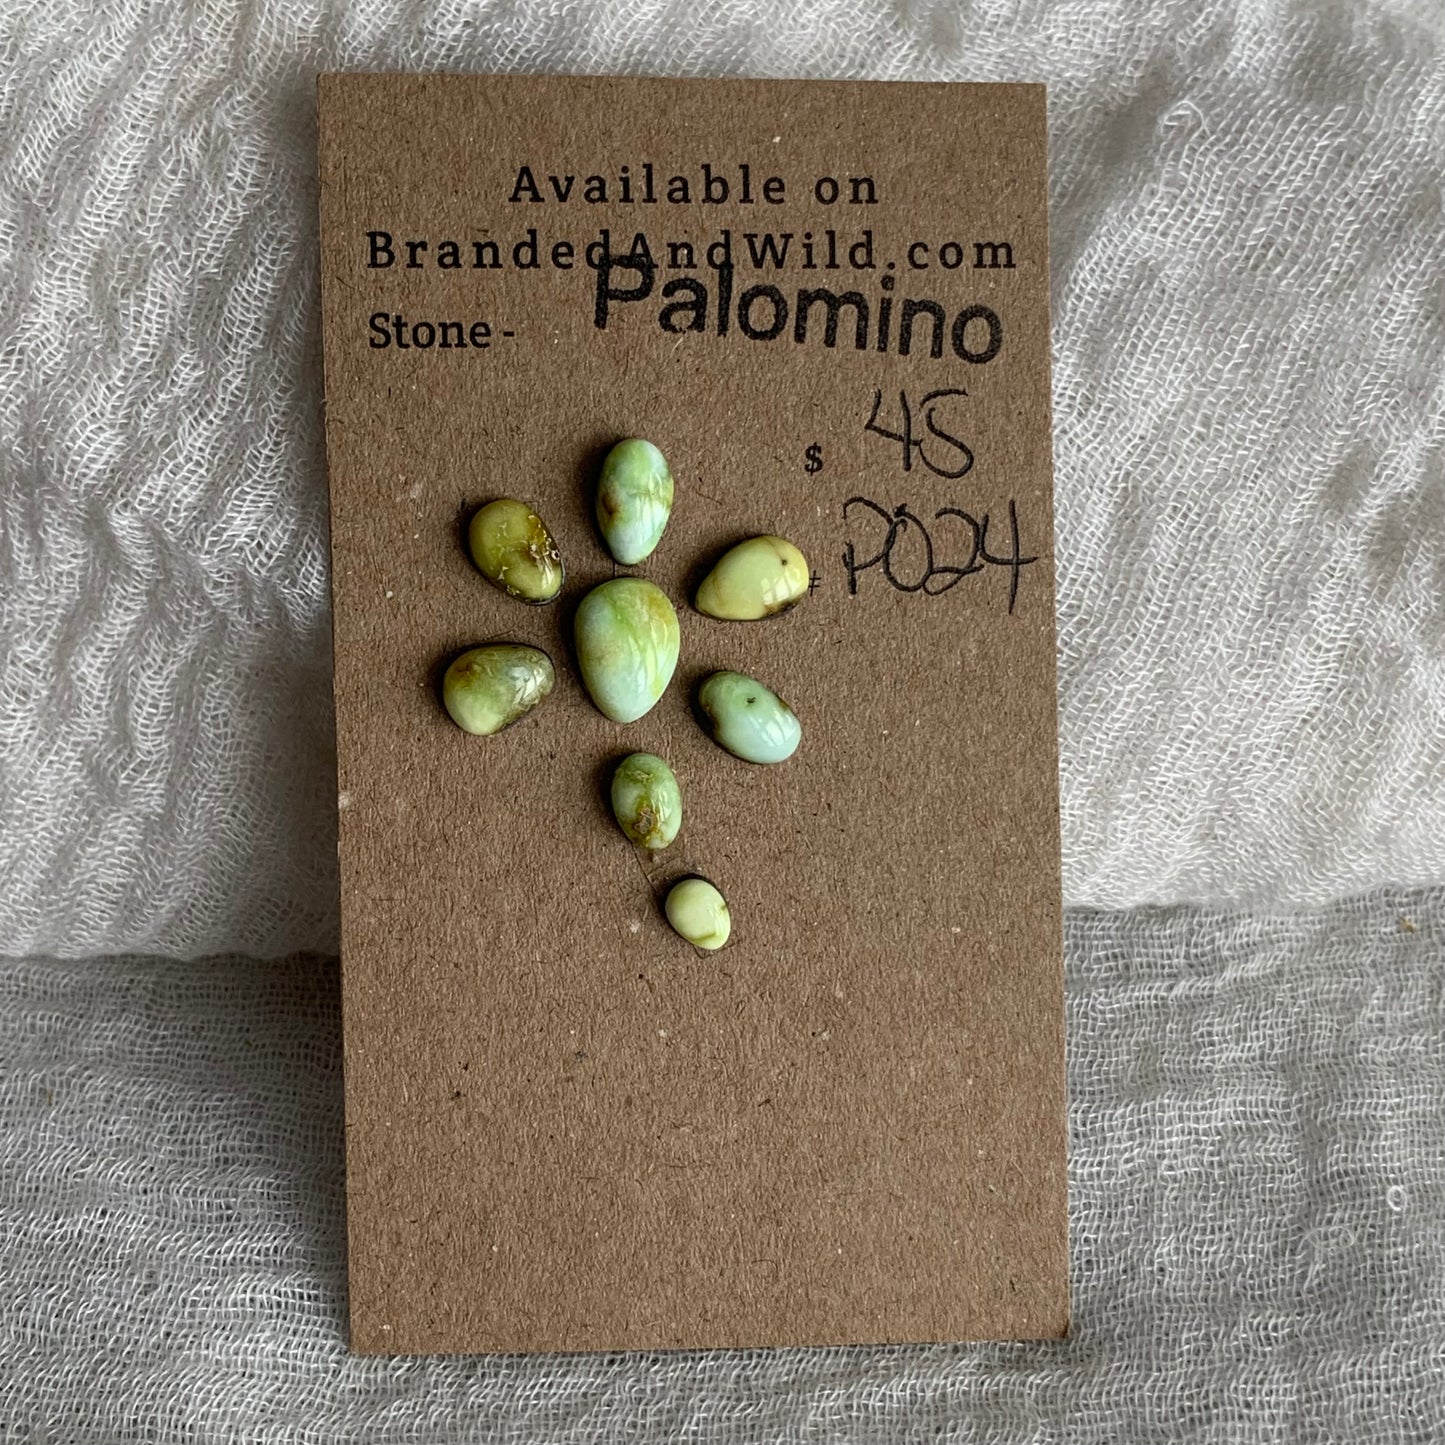 Available on
BrandedAndWild.com
Stone - Palomino
$ 45
# P024